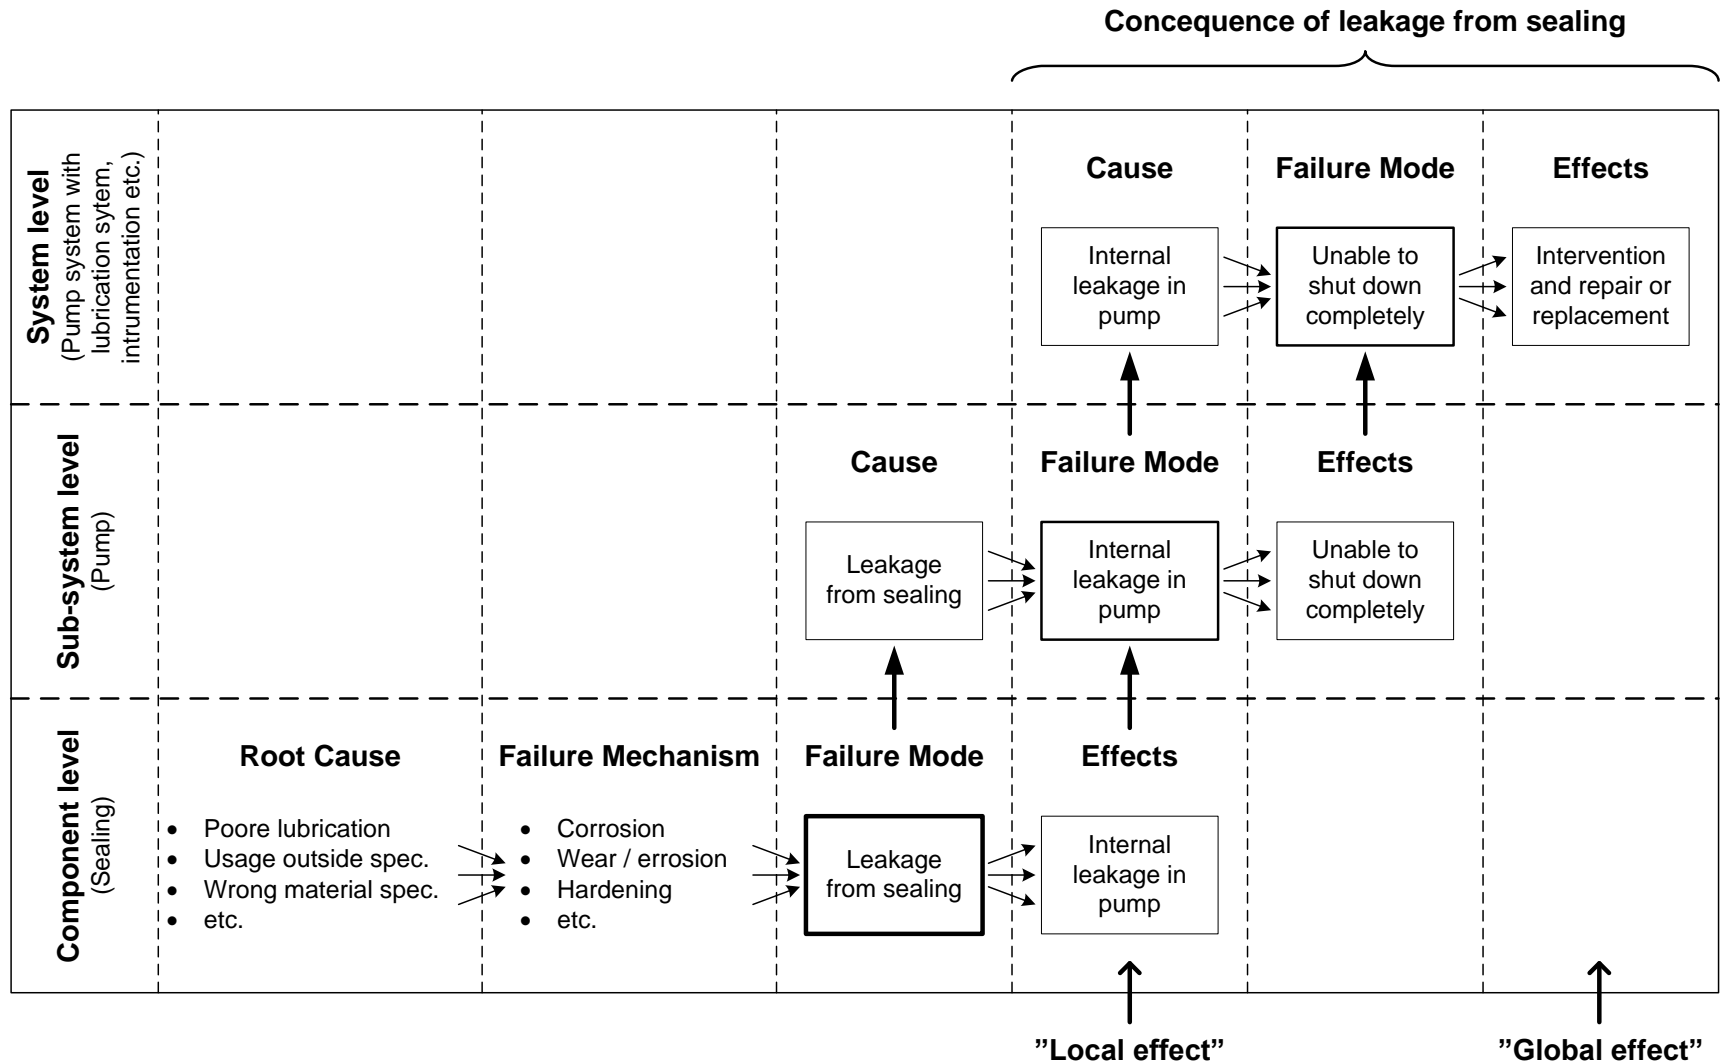 Concequence of leakage from sealing
System level
(Pump system with
lubrication sytem,
intrumentation etc.)
Cause
Failure Mode
Effects
Internal
leakage in
pump
Unable to
shut down
completely
Intervention
and repair or
replacement
Sub-system level
(Pump)
Cause
Failure Mode
Effects
Leakage
from sealing
Internal
leakage in
pump
Unable to
shut down
completely
Component level
(Sealing)
Root Cause
Failure Mechanism
Failure Mode
Effects
• Poore lubrication
• Usage outside spec.
• Wrong material spec.
• etc.
• Corrosion
• Wear / errosion
• Hardening
• etc.
Leakage
from sealing
Internal
leakage in
pump
”Local effect”
”Global effect”